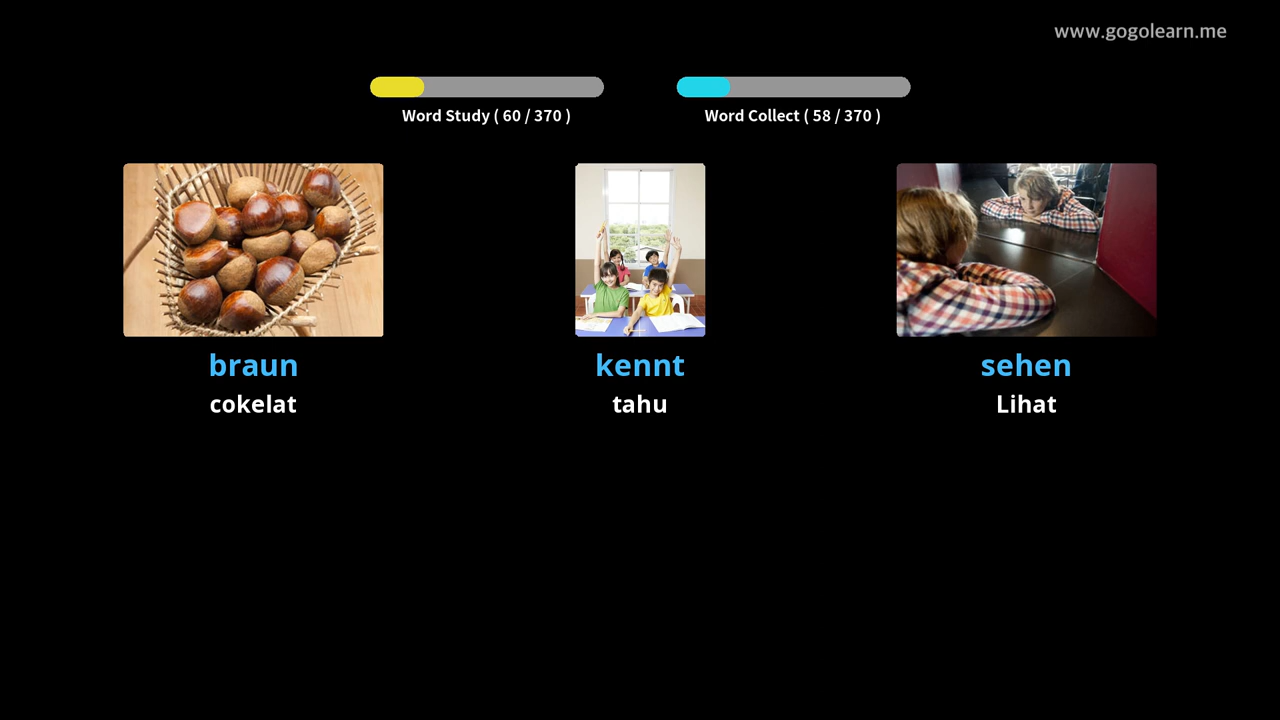 www.gogolearn.me
Word Study ( 60 / 370 )
Word Collect ( 58 / 370 )
braun
cokelat
kennt
tahu
sehen
Lihat